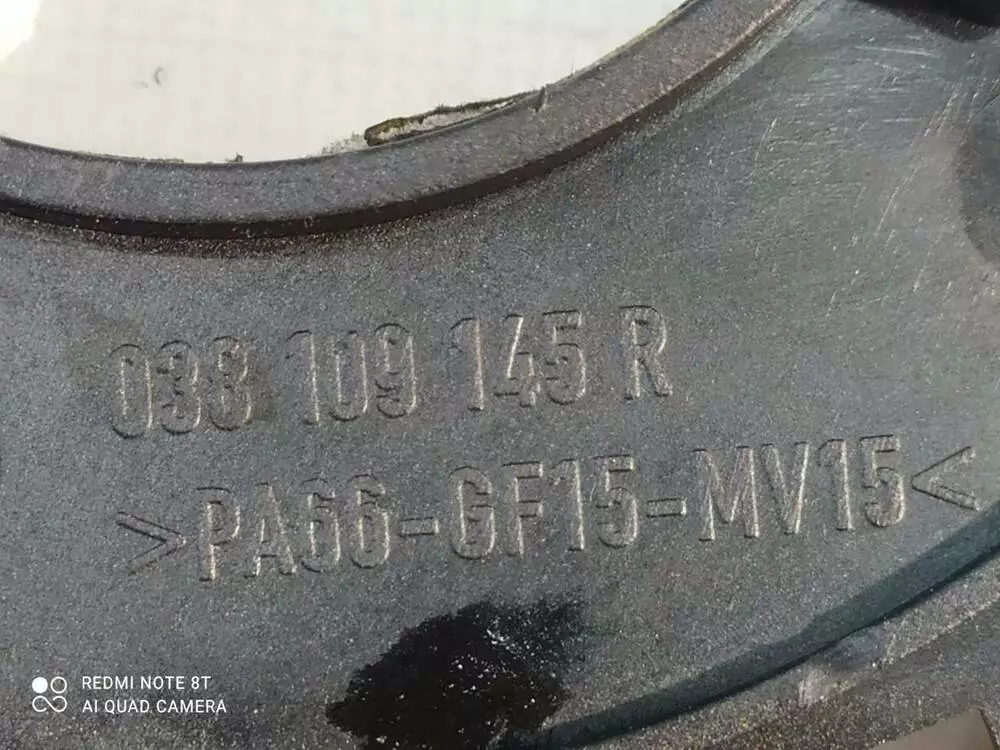 038 109 145 R
>PA66-GF15-MV15<
REDMI NOTE 8T
AI QUAD CAMERA